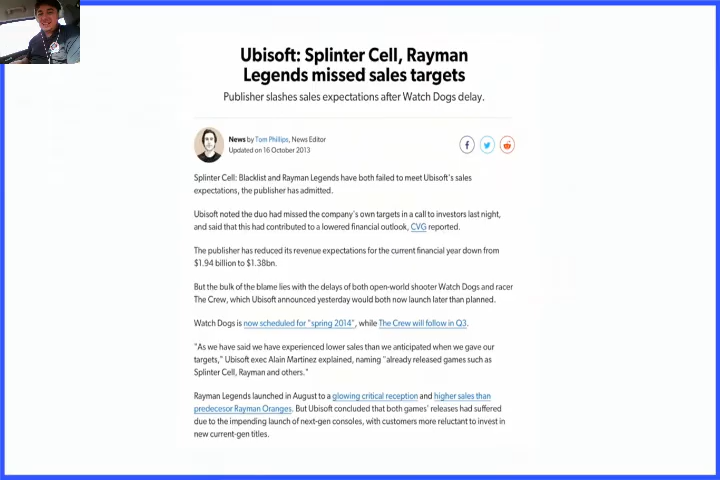 Ubisoft: Splinter Cell, Rayman
Legends missed sales targets
Publisher slashes sales expectations after Watch Dogs delay.
News by Tom Phillips, News Editor
Updated on 16 October 2013
Splinter Cell: Blacklist and Rayman Legends have both failed to meet Ubisoft's sales
expectations, the publisher has admitted.
Ubisoft noted the duo had missed the company's own targets in a call to investors last night,
and said that this had contributed to a lowered financial outlook, CVG reported.
The publisher has reduced its revenue expectations for the current financial year down from
$1.94 billion to $1.38bn.
But the bulk of the blame lies with the delays of both open-world shooter Watch Dogs and racer
The Crew, which Ubisoft announced yesterday would both now launch later than planned.
Watch Dogs is now scheduled for "spring 2014", while The Crew will follow in Q3.
"As we have said we have experienced lower sales than we anticipated when we gave our
targets," Ubisoft exec Alain Martinez explained, naming "already released games such as
Splinter Cell, Rayman and others."
Rayman Legends launched in August to a glowing critical reception and higher sales than
predecesor Rayman Oranges. But Ubisoft concluded that both games' releases had suffered
due to the impending launch of next-gen consoles, with customers more reluctant to invest in
new current-gen titles.